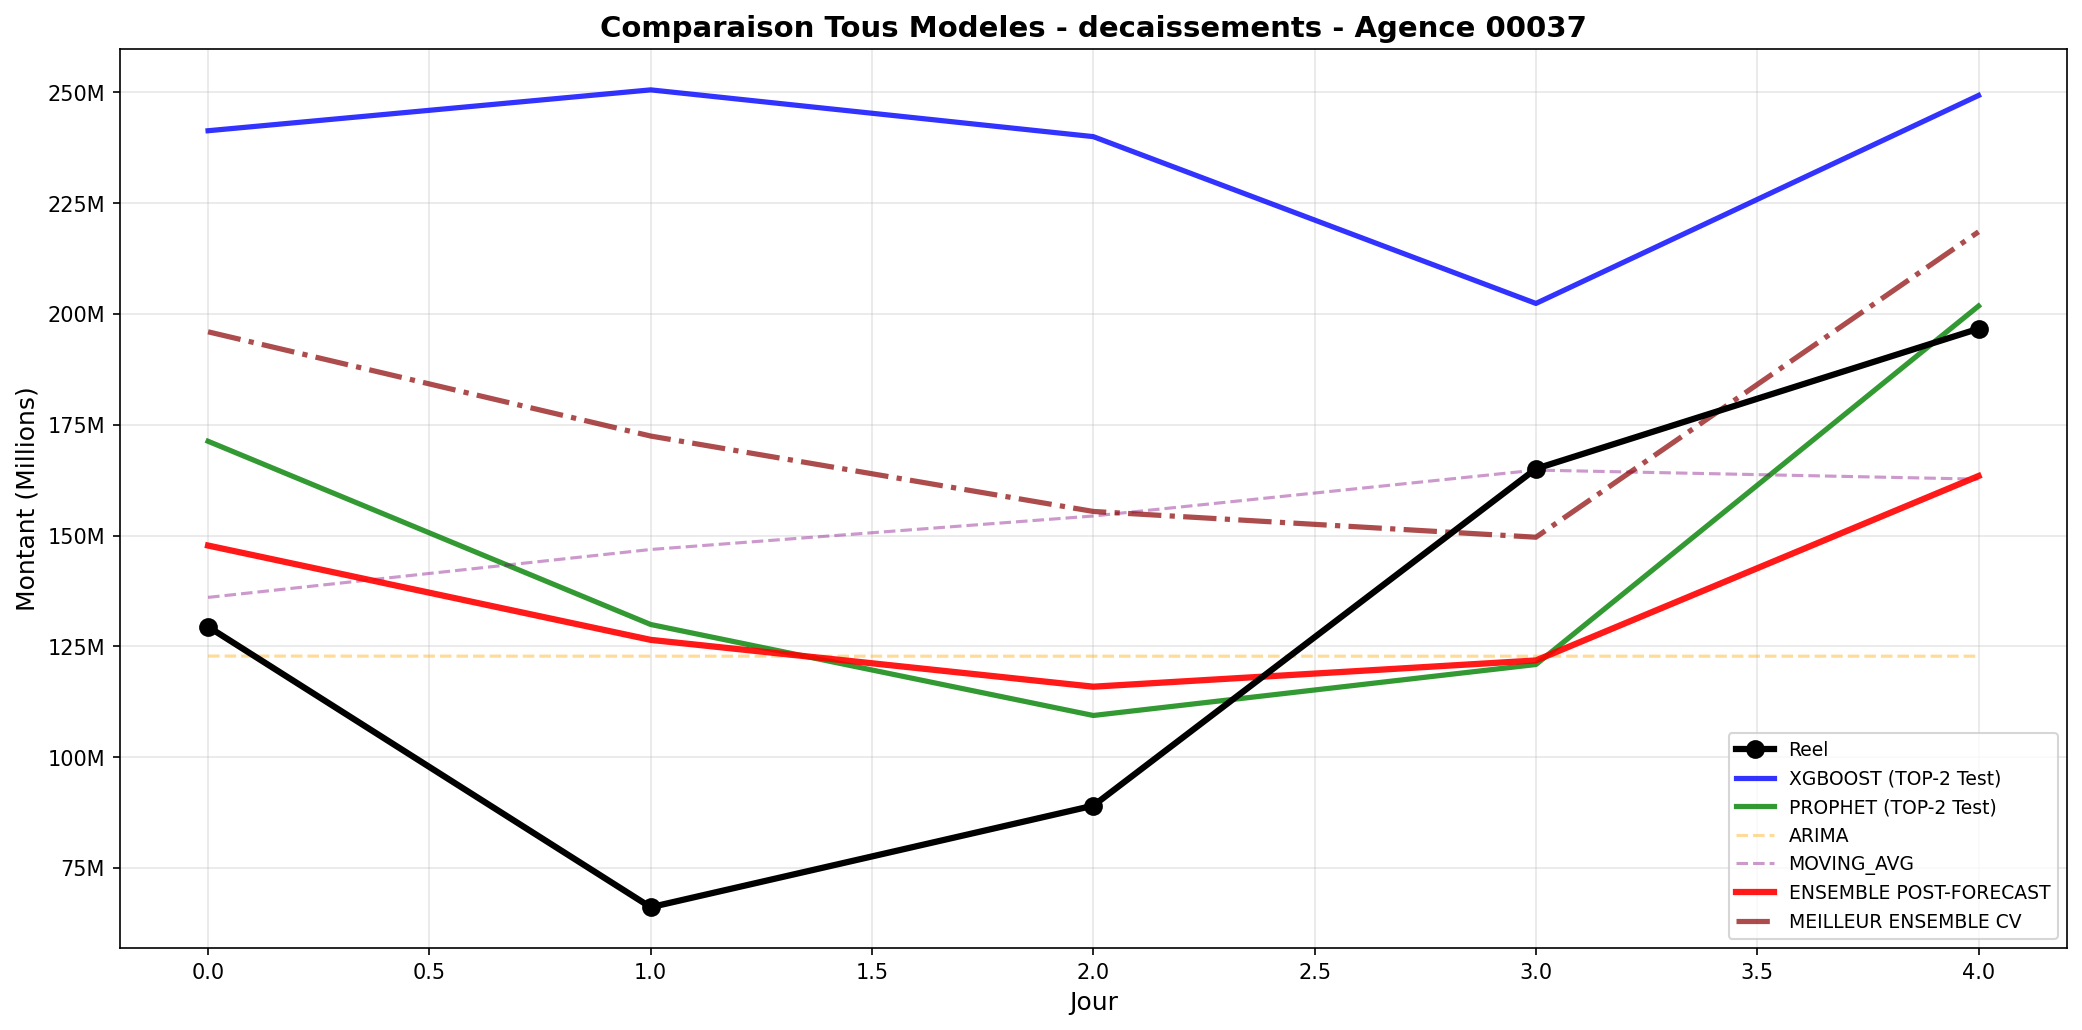 Comparaison Tous Modeles - decaissements - Agence 00037
Montant (Millions)
250M
225M
200M
175M
150M
125M
100M
75M
Reel
XGBOOST (TOP-2 Test)
PROPHET (TOP-2 Test)
ARIMA
MOVING_AVG
ENSEMBLE POST-FORECAST
MEILLEUR ENSEMBLE CV
0.0 0.5 1.0 1.5 2.0 2.5 3.0 3.5 4.0
Jour